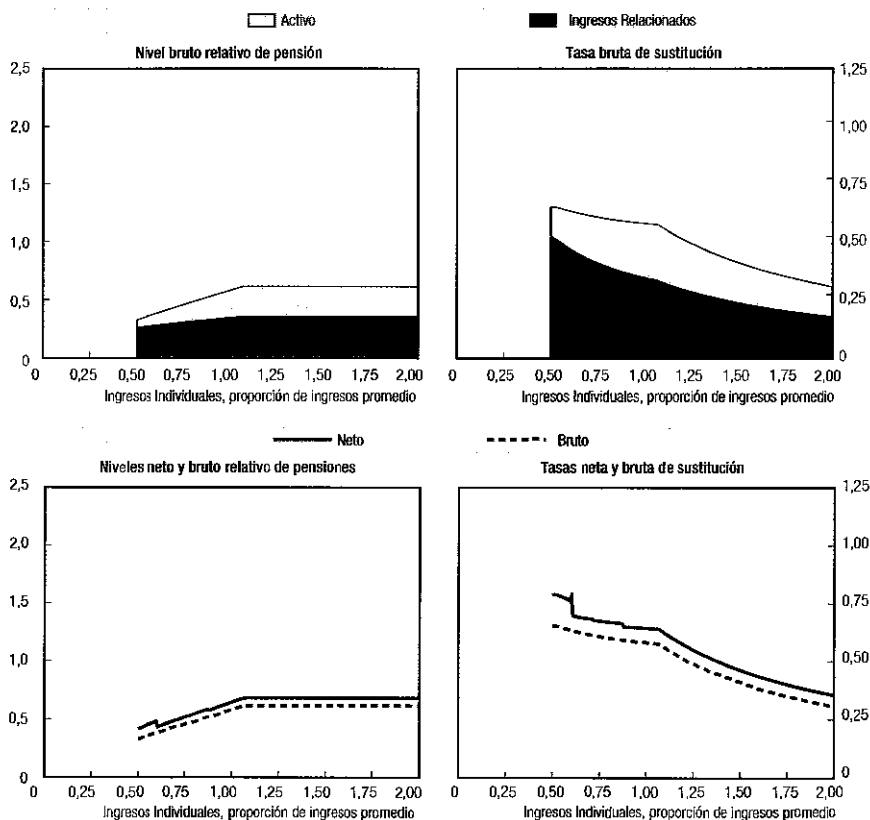 Activo Ingresos Relacionados
Nivel bruto relativo de pensión Tasa bruta de sustitución
2,5 1,25
2,0 1,00
1,5 0,75
1,0 0,50
0,5 0,25
0 0
0 0,25 0,50 0,75 1,00 1,25 1,50 1,75 2,00 0 0,25 0,50 0,75 1,00 1,25 1,50 1,75 2,00
Ingresos Individuales, proporción de ingresos promedio Ingresos Individuales, proporción de ingresos promedio
Neto Bruto
Niveles neto y bruto relativo de pensiones Tasas neta y bruta de sustitución
2,5 1,25
2,0 1,00
1,5 0,75
1,0 0,50
0,5 0,25
0 0
0 0,25 0,50 0,75 1,00 1,25 1,50 1,75 2,00 0 0,25 0,50 0,75 1,00 1,25 1,50 1,75 2,00
Ingresos Individuales, proporción de ingresos promedio Ingresos Individuales, proporción de ingresos promedio